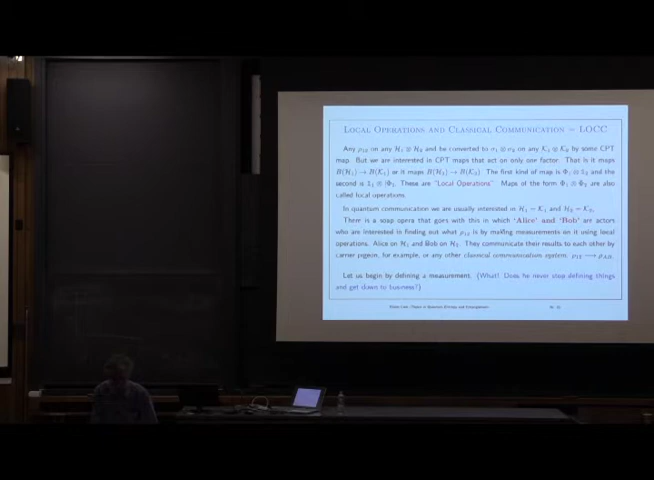 LOCAL OPERATIONS AND CLASSICAL COMMUNICATION – LOCC
Any ρ₁₂ on any H₁ ⊗ H₂ and be converted to σ₁ ⊗ σ₂ on any K₁ ⊗ K₂ by some CPT
map. But we are interested in CPT maps that act on only one factor. That is it maps
B(H₁) → B(K₁) or it maps B(H₂) → B(K₂) The first kind of map is Φ₁ ⊗ 1₂ and the
second is 1₁ ⊗ Φ₂. These are "Local Operations" Maps of the form Φ₁ ⊗ Φ₂ are also
called local operations.
In quantum communication we are usually interested in H₁ = K₁ and H₂ = K₂.
There is a soap opera that goes with this in which 'Alice' and 'Bob' are actors
who are interested in finding out what ρ₁₂ is by making measurements on it using local
operations. Alice on H₁ and Bob on H₂. They communicate their results to each other by
carrier pigeon, for example, or any other classical communication system. ρ₁₂ → ρAB.
Let us begin by defining a measurement. (What! Does he never stop defining things
and get down to business?)